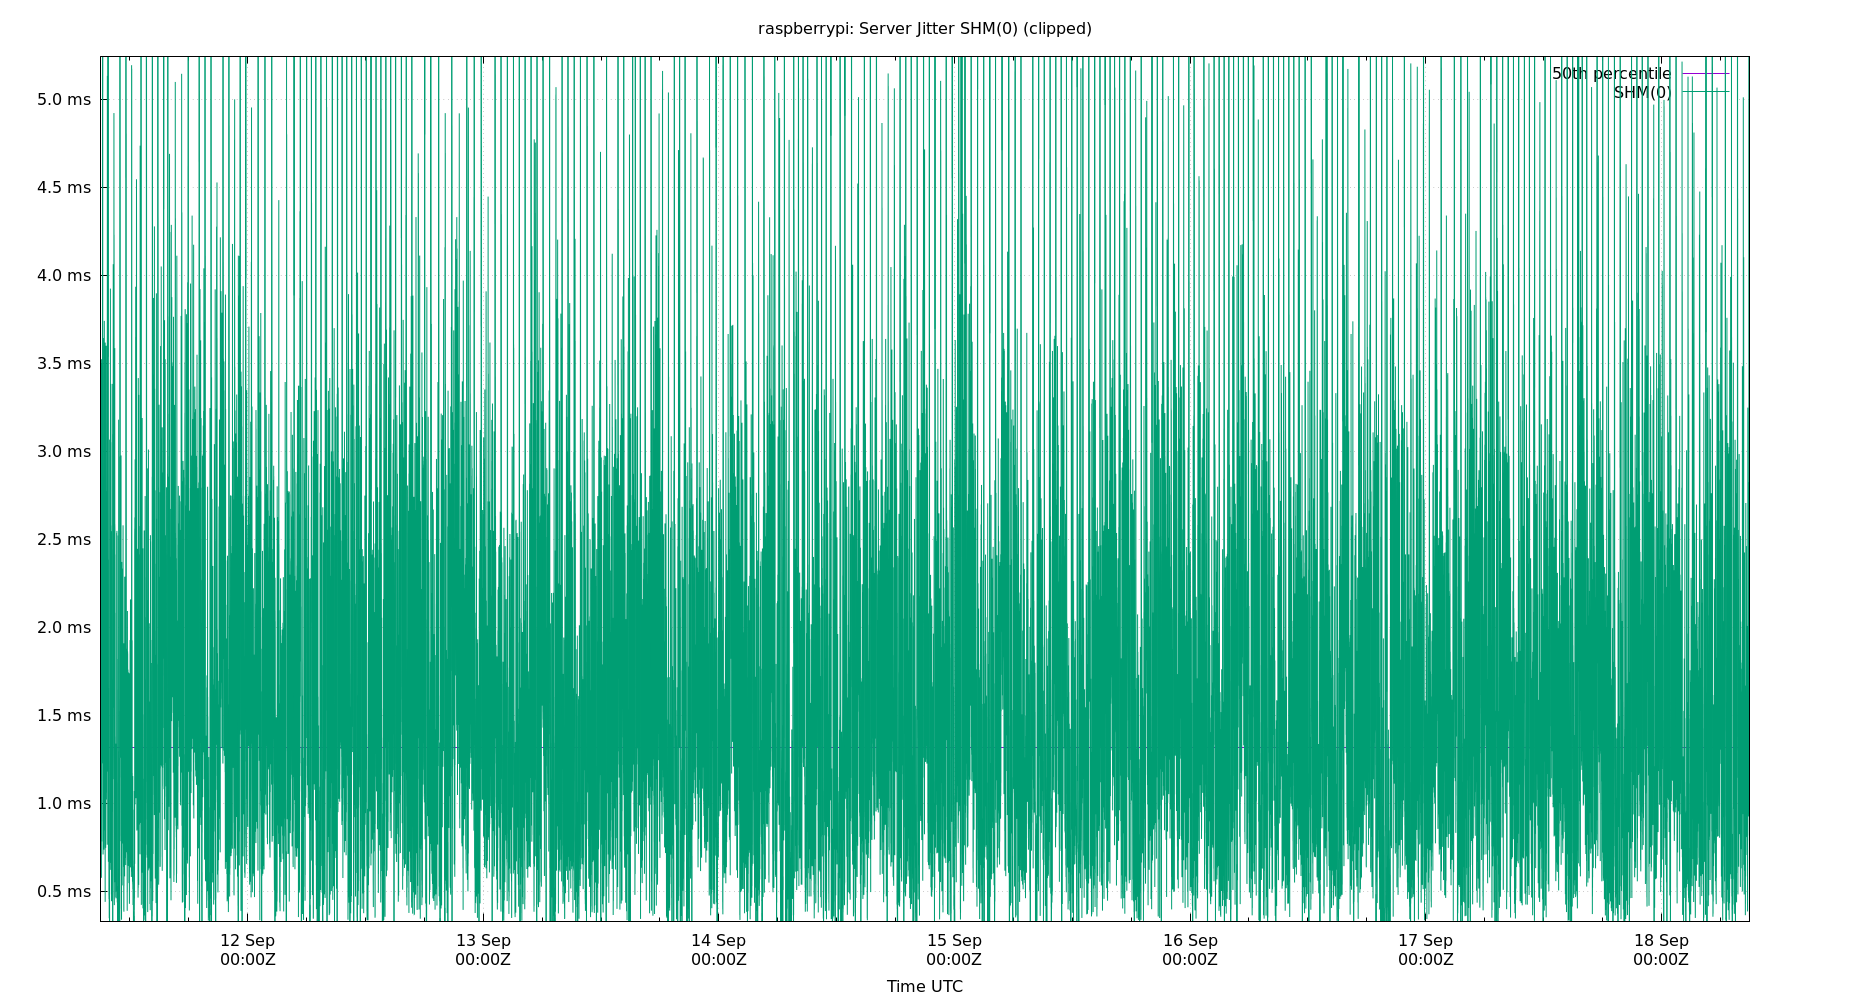 raspberrypi: Server Jitter SHM(0) (clipped)
50th percentile
SHM(0)
5.0 ms
4.5 ms
4.0 ms
3.5 ms
3.0 ms
2.5 ms
2.0 ms
1.5 ms
1.0 ms
0.5 ms
12 Sep 13 Sep 14 Sep 15 Sep 16 Sep 17 Sep 18 Sep
00:00Z 00:00Z 00:00Z 00:00Z 00:00Z 00:00Z 00:00Z
Time UTC